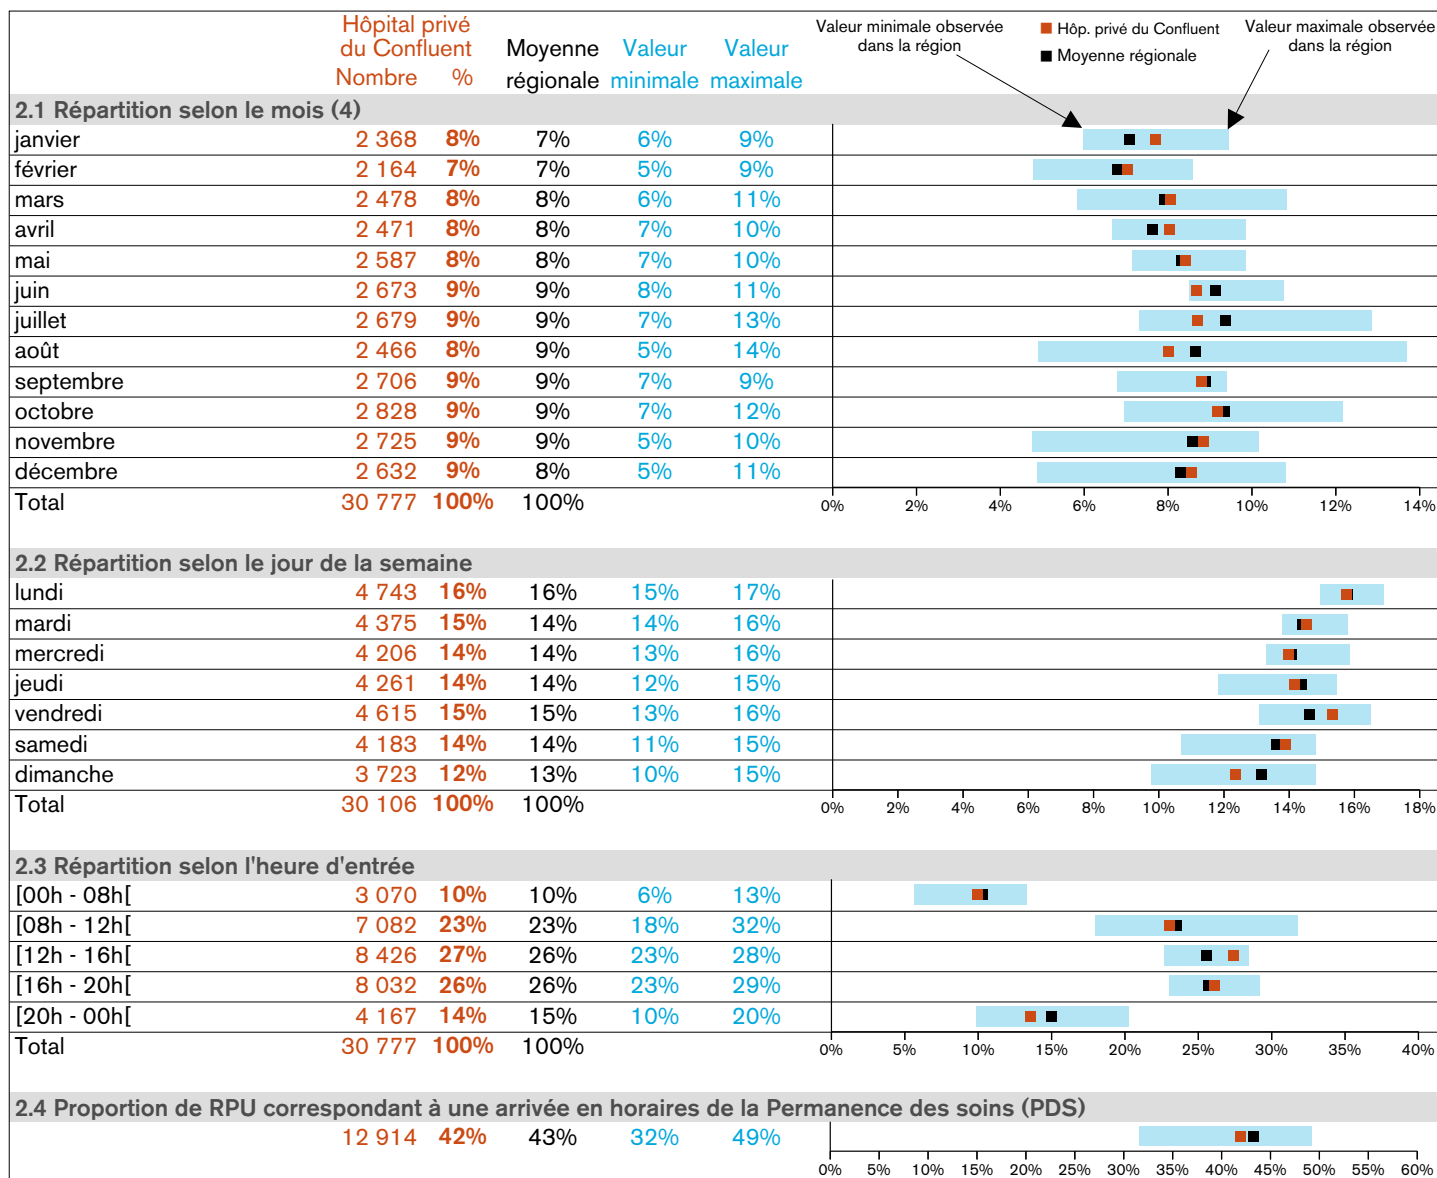 Hôpital privé du Confluent
Nombre % Moyenne régionale Valeur minimale Valeur maximale
Valeur minimale observée dans la région
Hôp. privé du Confluent
Moyenne régionale
Valeur maximale observée dans la région
2.1 Répartition selon le mois (4)
janvier 2 368 8% 7% 6% 9%
février 2 164 7% 7% 5% 9%
mars 2 478 8% 8% 6% 11%
avril 2 471 8% 8% 7% 10%
mai 2 587 8% 8% 7% 10%
juin 2 673 9% 9% 8% 11%
juillet 2 679 9% 9% 7% 13%
août 2 466 8% 9% 5% 14%
septembre 2 706 9% 9% 7% 9%
octobre 2 828 9% 9% 7% 12%
novembre 2 725 9% 9% 5% 10%
décembre 2 632 9% 8% 5% 11%
Total 30 777 100% 100%
0% 2% 4% 6% 8% 10% 12% 14%
2.2 Répartition selon le jour de la semaine
lundi 4 743 16% 16% 15% 17%
mardi 4 375 15% 14% 14% 16%
mercredi 4 206 14% 14% 13% 16%
jeudi 4 261 14% 14% 12% 15%
vendredi 4 615 15% 15% 13% 16%
samedi 4 183 14% 14% 11% 15%
dimanche 3 723 12% 13% 10% 15%
Total 30 106 100% 100%
0% 2% 4% 6% 8% 10% 12% 14% 16% 18%
2.3 Répartition selon l'heure d'entrée
[00h - 08h[ 3 070 10% 10% 6% 13%
[08h - 12h[ 7 082 23% 23% 18% 32%
[12h - 16h[ 8 426 27% 26% 23% 28%
[16h - 20h[ 8 032 26% 26% 23% 29%
[20h - 00h[ 4 167 14% 15% 10% 20%
Total 30 777 100% 100%
0% 5% 10% 15% 20% 25% 30% 35% 40%
2.4 Proportion de RPU correspondant à une arrivée en horaires de la Permanence des soins (PDS)
12 914 42% 43% 32% 49%
0% 5% 10% 15% 20% 25% 30% 35% 40% 45% 50% 55% 60%